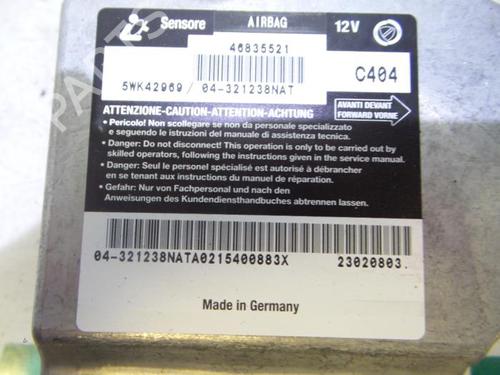 Sensore AIRBAG 12V
46835521
5WK42969 / 04-321238NAT C404
ATTENZIONE-CAUTION-ATTENTION-ACHTUNG
AVANTI DEVANT
FORWARD VORNE
• Pericolo! Non scollegare se non da personale specializzato
e seguendo le istruzioni del manuale di assistenza tecnica.
• Danger: Do not disconnect! This operation is only to be carried out by
skilled operators, following the instructions given in the service manual.
• Danger: Seul le personel spécialisé est autorisé à débrancher
en se tenant aux instructions du manuel de réparation.
• Gefahr: Nur von Fachpersonal und nach den
Anweisungen des Kundendiensthandbuches abtrennen lassen.
04-321238NATA0215400883X 23020803.
Made in Germany